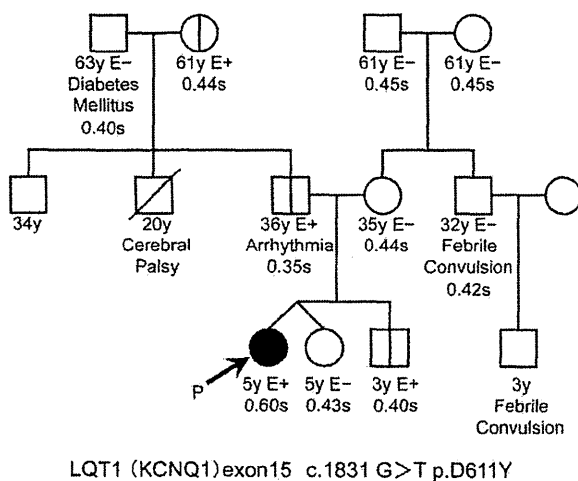 63y E− 61y E+ 61y E− 61y E−
Diabetes 0.44s 0.45s 0.45s
Mellitus
0.40s
34y 20y 36y E+ 35y E− 32y E−
Cerebral Arrhythmia 0.44s Febrile
Palsy 0.35s Convulsion
0.42s
P
5y E+ 5y E− 3y E+ 3y
0.60s 0.43s 0.40s Febrile
Convulsion
LQT1 (KCNQ1) exon15 c.1831 G>T p.D611Y